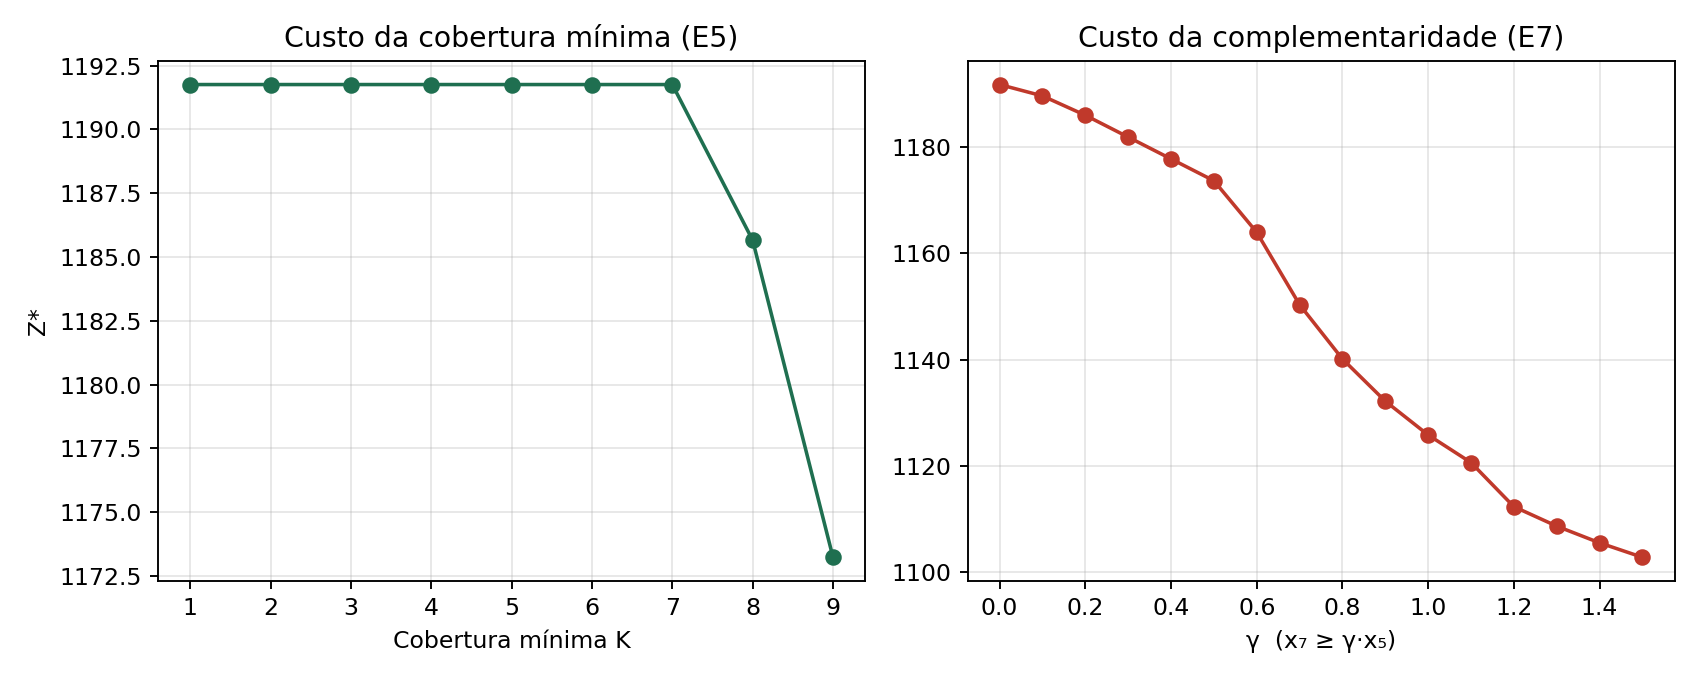 Custo da cobertura mínima (E5)
1192.5
1190.0
1187.5
1185.0
1182.5
1180.0
1177.5
1175.0
1172.5
Z*
1 2 3 4 5 6 7 8 9
Cobertura mínima K
Custo da complementaridade (E7)
1180
1160
1140
1120
1100
0.0 0.2 0.4 0.6 0.8 1.0 1.2 1.4
γ (x₇ ≥ γ·x₅)